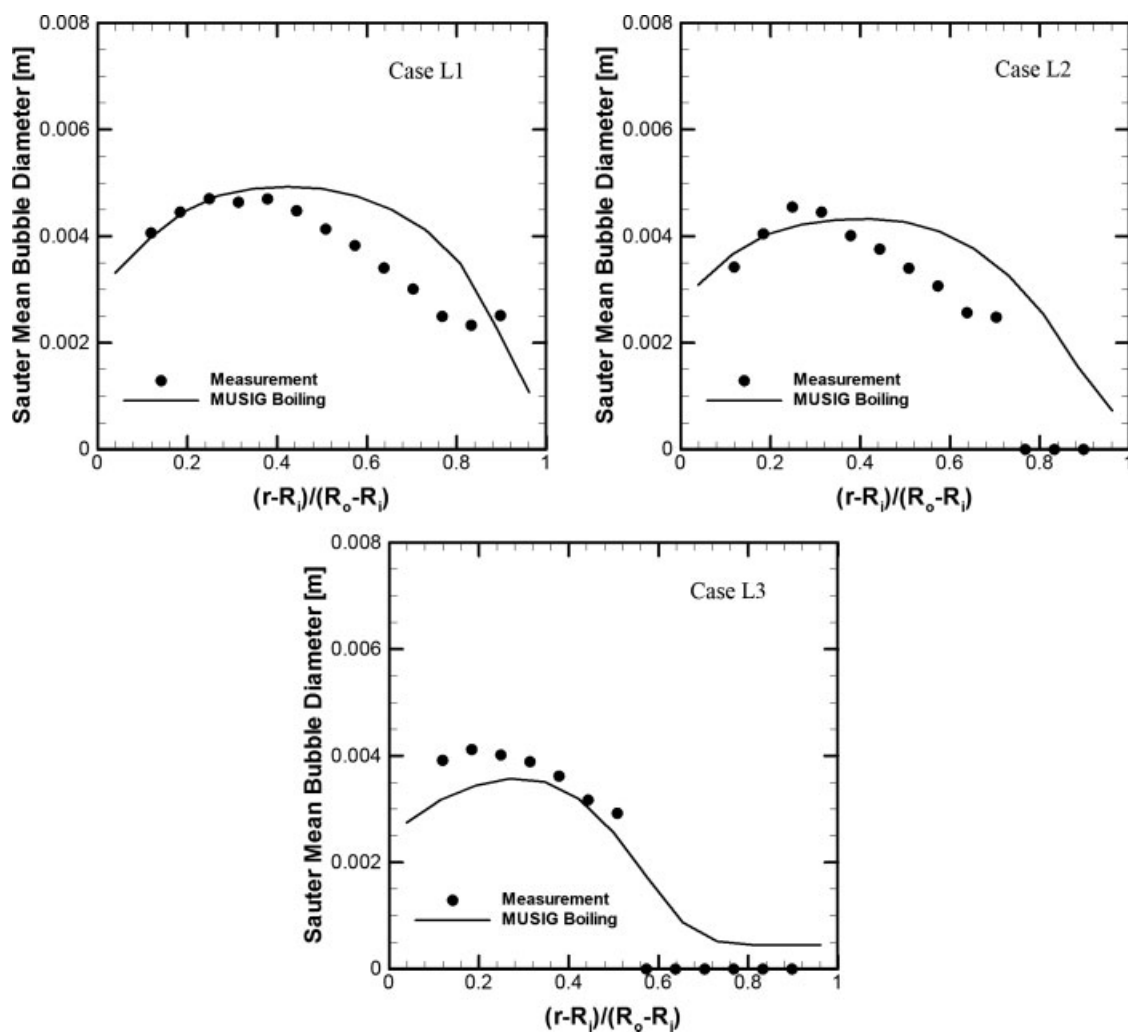 0.008
Case L1
0.006
0.004
0.002
0
Sauter Mean Bubble Diameter [m]
Measurement
MUSIG Boiling
0 0.2 0.4 0.6 0.8 1
(r-Rᵢ)/(Rₒ-Rᵢ)
0.008
Case L2
0.006
0.004
0.002
0
Sauter Mean Bubble Diameter [m]
Measurement
MUSIG Boiling
0 0.2 0.4 0.6 0.8 1
(r-Rᵢ)/(Rₒ-Rᵢ)
0.008
Case L3
0.006
0.004
0.002
0
Sauter Mean Bubble Diameter [m]
Measurement
MUSIG Boiling
0 0.2 0.4 0.6 0.8 1
(r-Rᵢ)/(Rₒ-Rᵢ)